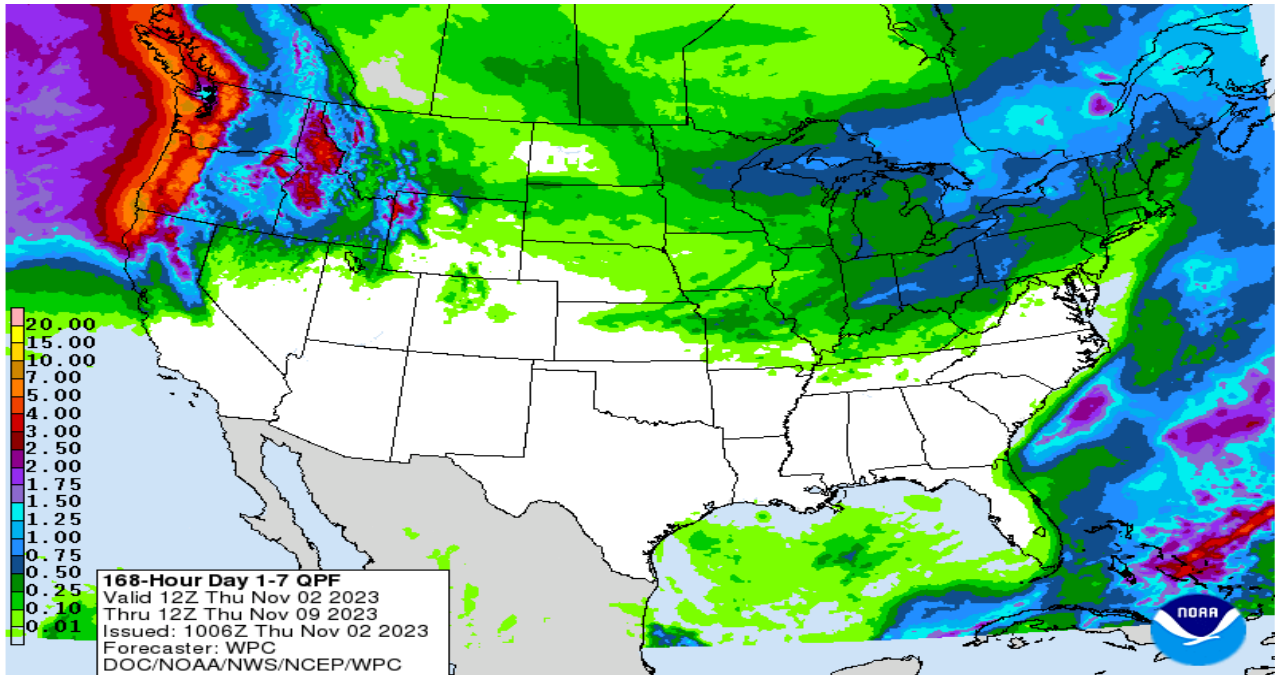 20.00
15.00
10.00
7.00
5.00
4.00
3.00
2.50
2.00
1.75
1.50
1.25
1.00
0.75
0.50
0.25
0.10
0.01
168-Hour Day 1-7 QPF
Valid 12Z Thu Nov 02 2023
Thru 12Z Thu Nov 09 2023
Issued: 1006Z Thu Nov 02 2023
Forecaster: WPC
DOC/NOAA/NWS/NCEP/WPC
NOAA